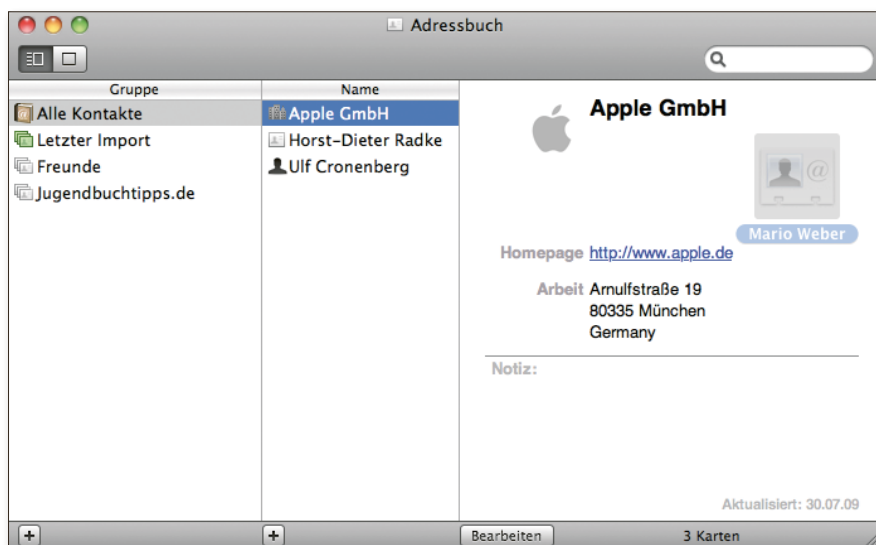 Adressbuch
Gruppe
Alle Kontakte
Letzter Import
Freunde
Jugendbuchtipps.de
Name
Apple GmbH
Horst-Dieter Radke
Ulf Cronenberg
Apple GmbH
Mario Weber
Homepage http://www.apple.de
Arbeit Arnulfstraße 19
80335 München
Germany
Notiz:
Aktualisiert: 30.07.09
Bearbeiten
3 Karten